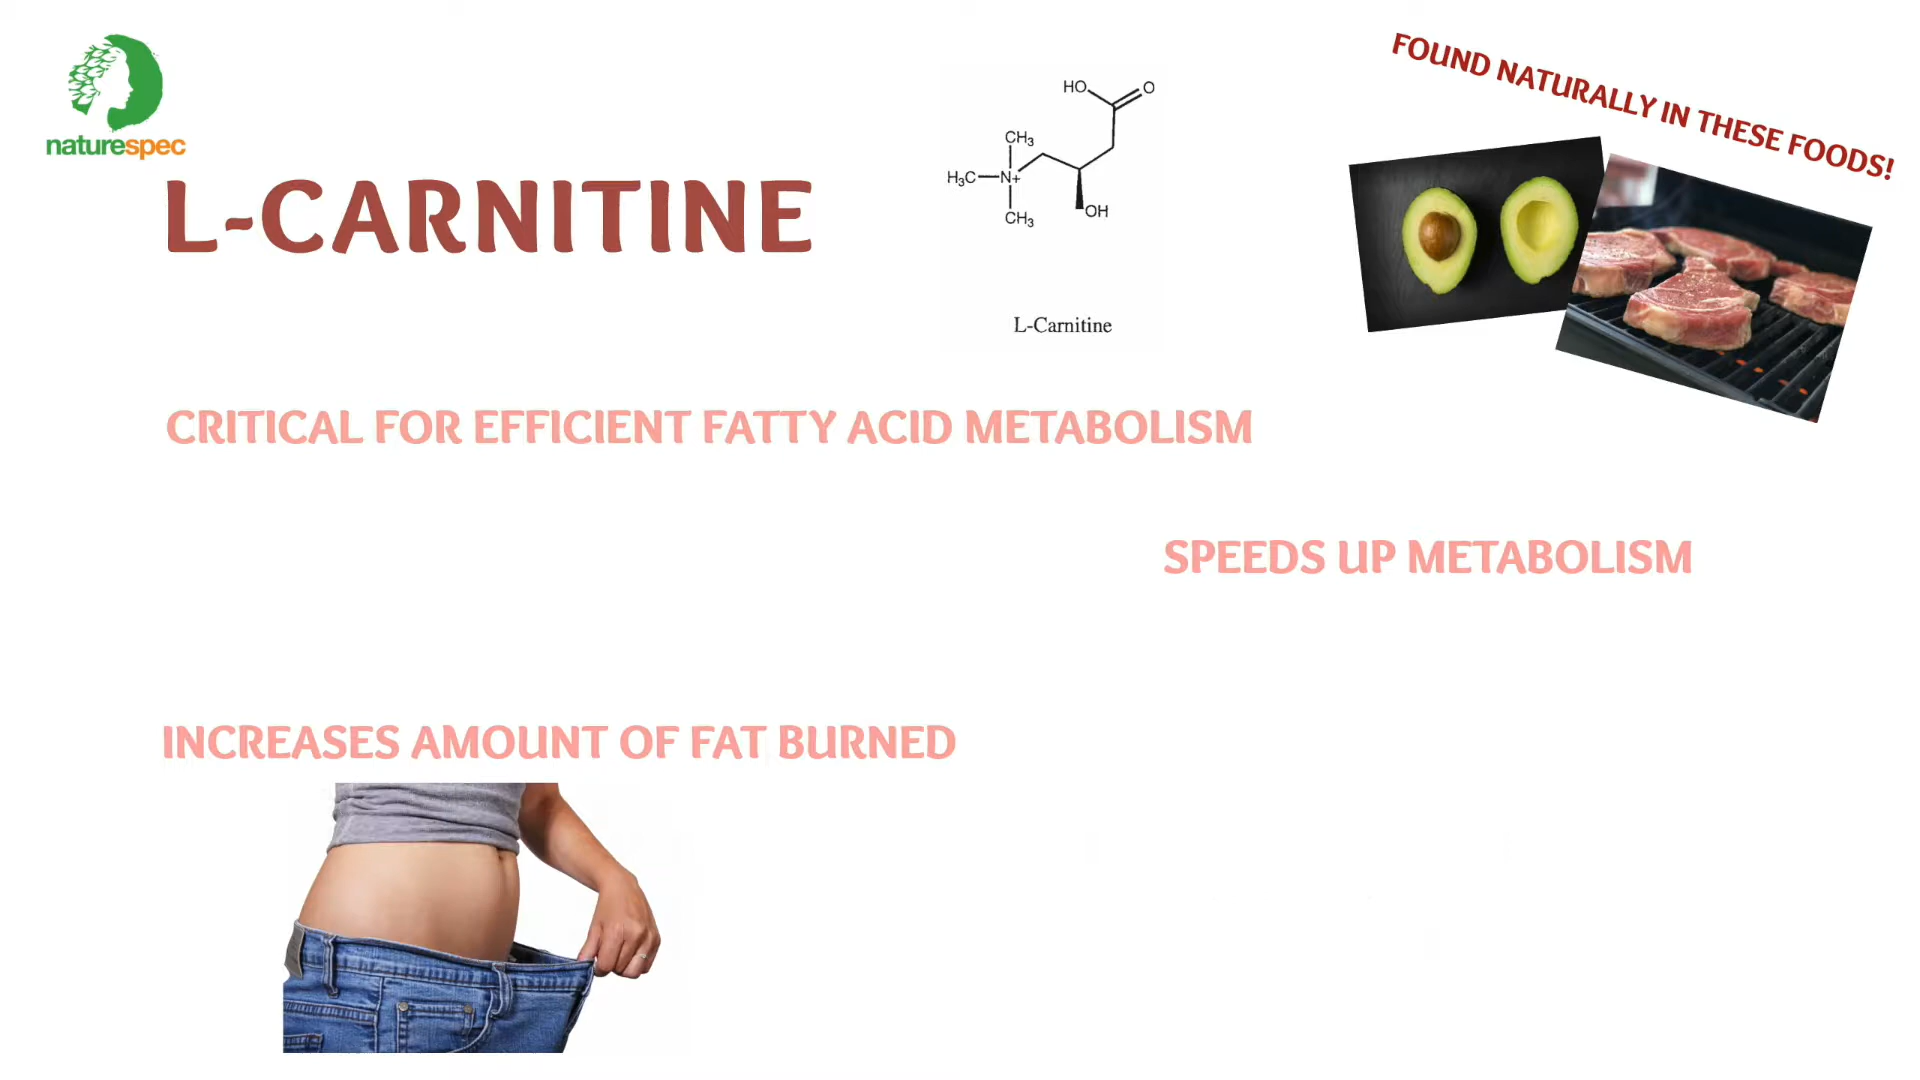 naturespec
L-CARNITINE
HO
O
CH₃
H₃C
N+
CH₃
OH
L-Carnitine
FOUND NATURALLY IN THESE FOODS!
CRITICAL FOR EFFICIENT FATTY ACID METABOLISM
SPEEDS UP METABOLISM
INCREASES AMOUNT OF FAT BURNED